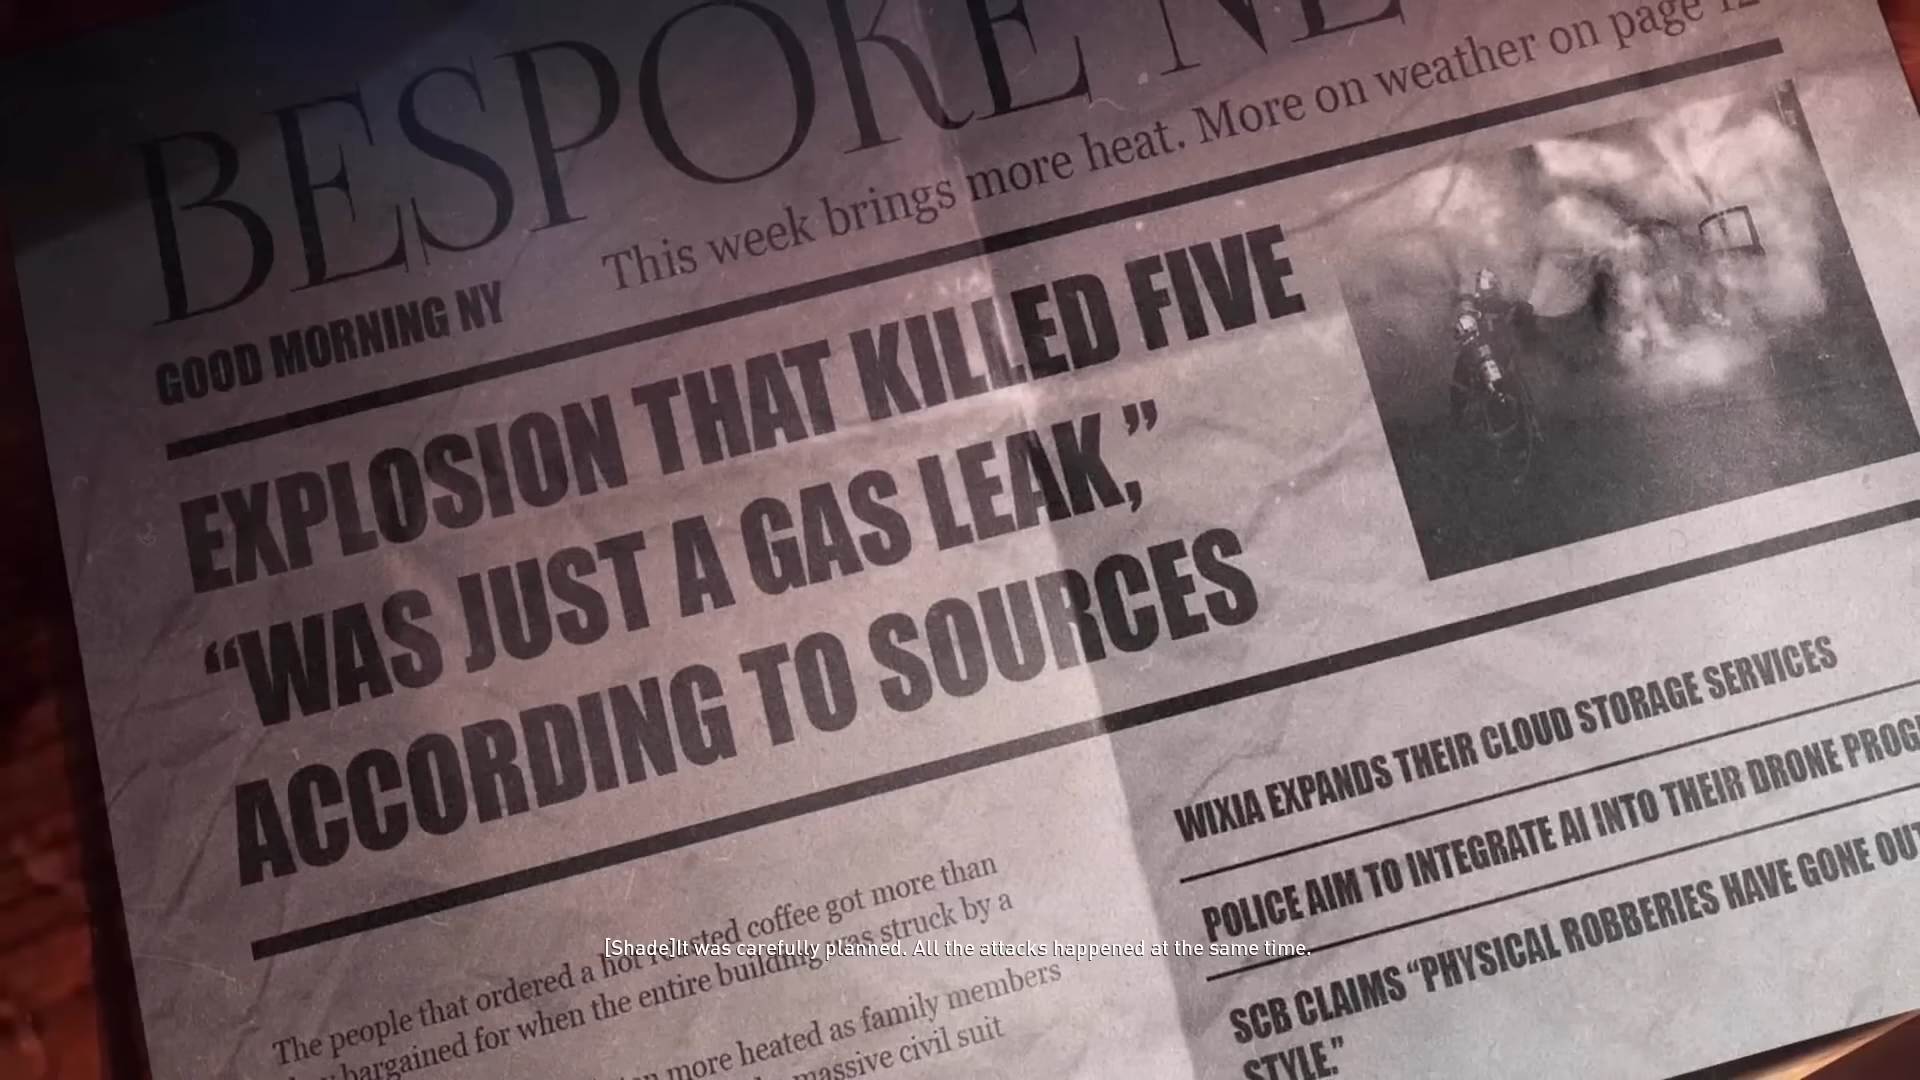 BESPOKE
This week brings more heat. More on weather on page 12
GOOD MORNING NY
EXPLOSION THAT KILLED FIVE
“WAS JUST A GAS LEAK,”
ACCORDING TO SOURCES
WIXIA EXPANDS THEIR CLOUD STORAGE SERVICES
POLICE AIM TO INTEGRATE AI INTO THEIR DRONE
SCB CLAIMS “PHYSICAL ROBBERIES HAVE GONE
STYLE.”
The people that ordered a hot coffee got more than
bargained for when the entire building was struck by a
more heated as family members
massive civil suit
[Shade]It was carefully planned. All the attacks happened at the same time.